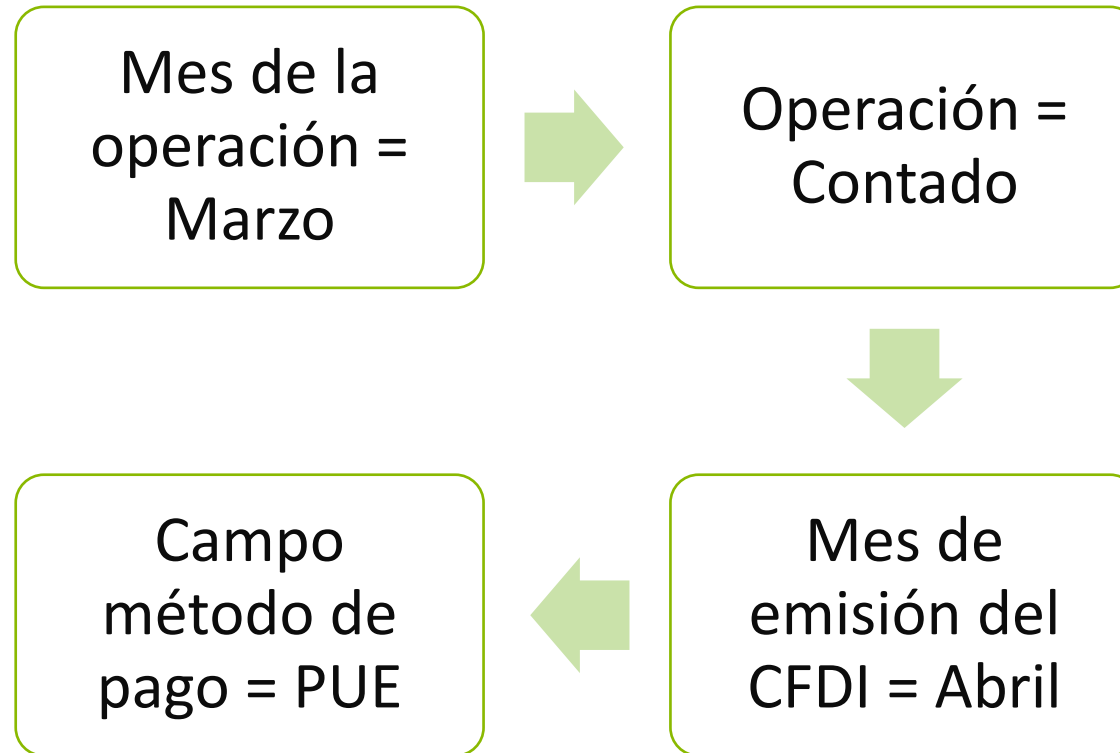 Mes de la
operación =
Marzo
Operación =
Contado
Mes de
emisión del
CFDI = Abril
Campo
método de
pago = PUE